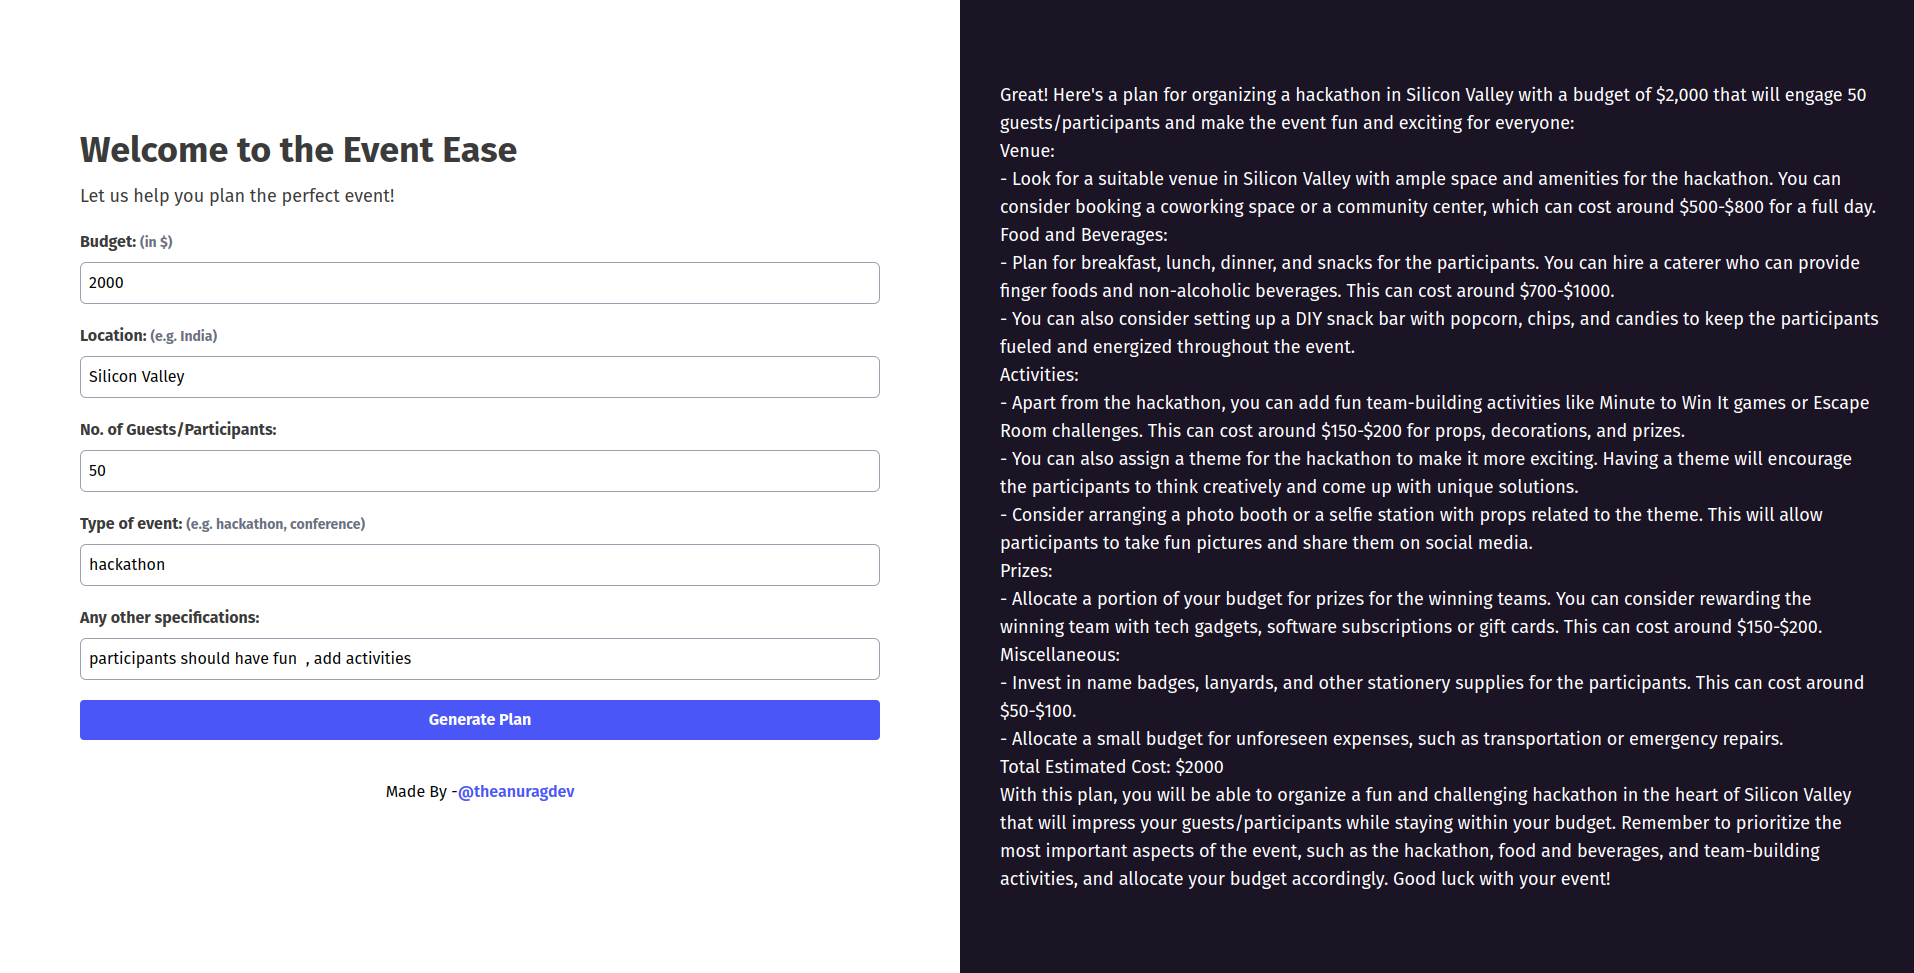 Welcome to the Event Ease
Let us help you plan the perfect event!
Budget: (in $)
2000
Location: (e.g. India)
Silicon Valley
No. of Guests/Participants:
50
Type of event: (e.g. hackathon, conference)
hackathon
Any other specifications:
participants should have fun  , add activities
Generate Plan
Made By -@theanuragdev
Great! Here's a plan for organizing a hackathon in Silicon Valley with a budget of $2,000 that will engage 50
guests/participants and make the event fun and exciting for everyone:
Venue:
- Look for a suitable venue in Silicon Valley with ample space and amenities for the hackathon. You can
consider booking a coworking space or a community center, which can cost around $500-$800 for a full day.
Food and Beverages:
- Plan for breakfast, lunch, dinner, and snacks for the participants. You can hire a caterer who can provide
finger foods and non-alcoholic beverages. This can cost around $700-$1000.
- You can also consider setting up a DIY snack bar with popcorn, chips, and candies to keep the participants
fueled and energized throughout the event.
Activities:
- Apart from the hackathon, you can add fun team-building activities like Minute to Win It games or Escape
Room challenges. This can cost around $150-$200 for props, decorations, and prizes.
- You can also assign a theme for the hackathon to make it more exciting. Having a theme will encourage
the participants to think creatively and come up with unique solutions.
- Consider arranging a photo booth or a selfie station with props related to the theme. This will allow
participants to take fun pictures and share them on social media.
Prizes:
- Allocate a portion of your budget for prizes for the winning teams. You can consider rewarding the
winning team with tech gadgets, software subscriptions or gift cards. This can cost around $150-$200.
Miscellaneous:
- Invest in name badges, lanyards, and other stationery supplies for the participants. This can cost around
$50-$100.
- Allocate a small budget for unforeseen expenses, such as transportation or emergency repairs.
Total Estimated Cost: $2000
With this plan, you will be able to organize a fun and challenging hackathon in the heart of Silicon Valley
that will impress your guests/participants while staying within your budget. Remember to prioritize the
most important aspects of the event, such as the hackathon, food and beverages, and team-building
activities, and allocate your budget accordingly. Good luck with your event!